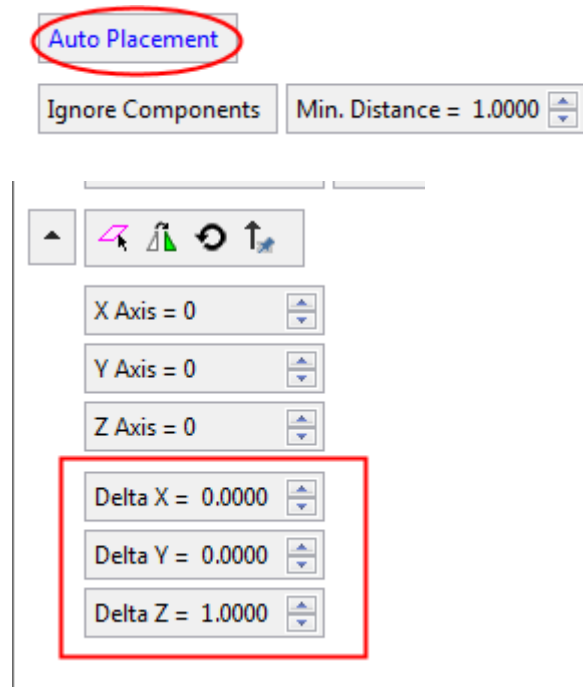 Auto Placement
Ignore Components Min. Distance = 1.0000
X Axis = 0
Y Axis = 0
Z Axis = 0
Delta X = 0.0000
Delta Y = 0.0000
Delta Z = 1.0000